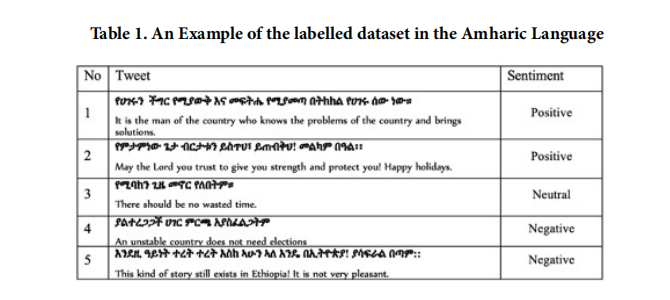 Table 1. An Example of the labelled dataset in the Amharic Language
No Tweet Sentiment
1 የሀገሩን ችግር የሚያውቅ እና መፍትሔ የሚያመጣ በትክክል የሀገሩ ሰው ነው። Positive
It is the man of the country who knows the problems of the country and brings
solutions.
2 የምታምነው ጌታ ብርታቱን ይስጥህ፣ ይጠብቅህ! መልካም በዓል፡፡ Positive
May the Lord you trust to give you strength and protect you! Happy holidays.
3 የሚባክን ጊዜ መኖር የለበትም። Neutral
There should be no wasted time.
4 ያልተረጋጋች ሀገር ምርጫ አያስፈልጋትም Negative
An unstable country does not need elections
5 እንደዚ ዓይነት ተረት ተረት እስከ ኣሁን ኣለ እንዴ በኢትዮጵያ! ያሳፍራል በጣም፡፡ Negative
This kind of story still exists in Ethiopia! It is not very pleasant.